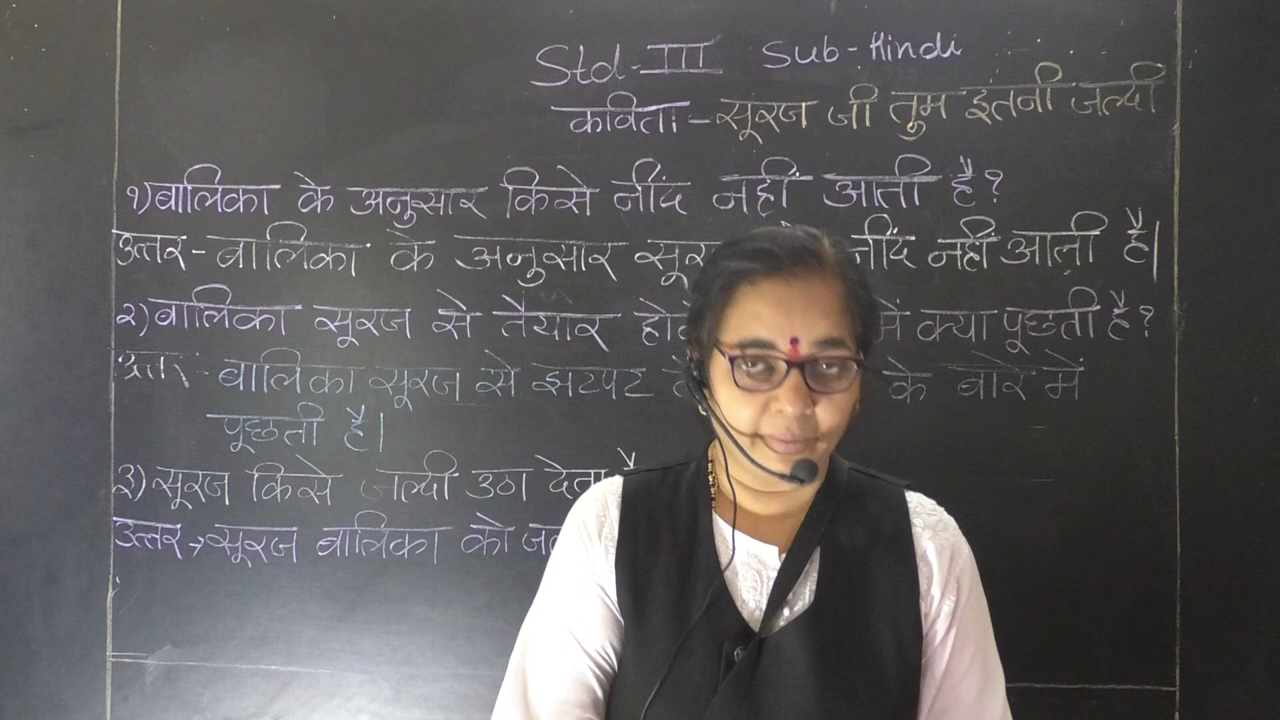 Std-III Sub-Hindi
कविता:-सूरज जी तुम इतनी जल्दी
१)बालिका के अनुसार किसे नींद नहीं आती है?
उत्तर-बालिका के अनुसार नींद नहीं आती है।
२)बालिका सूरज से तैयार में क्या पूछती है?
उत्तर- बालिका सूरज से झटपट के बारे में
पूछती है।
३) सूरज किसे जल्दी उठा देता है
उत्तर→सूरज बालिका को